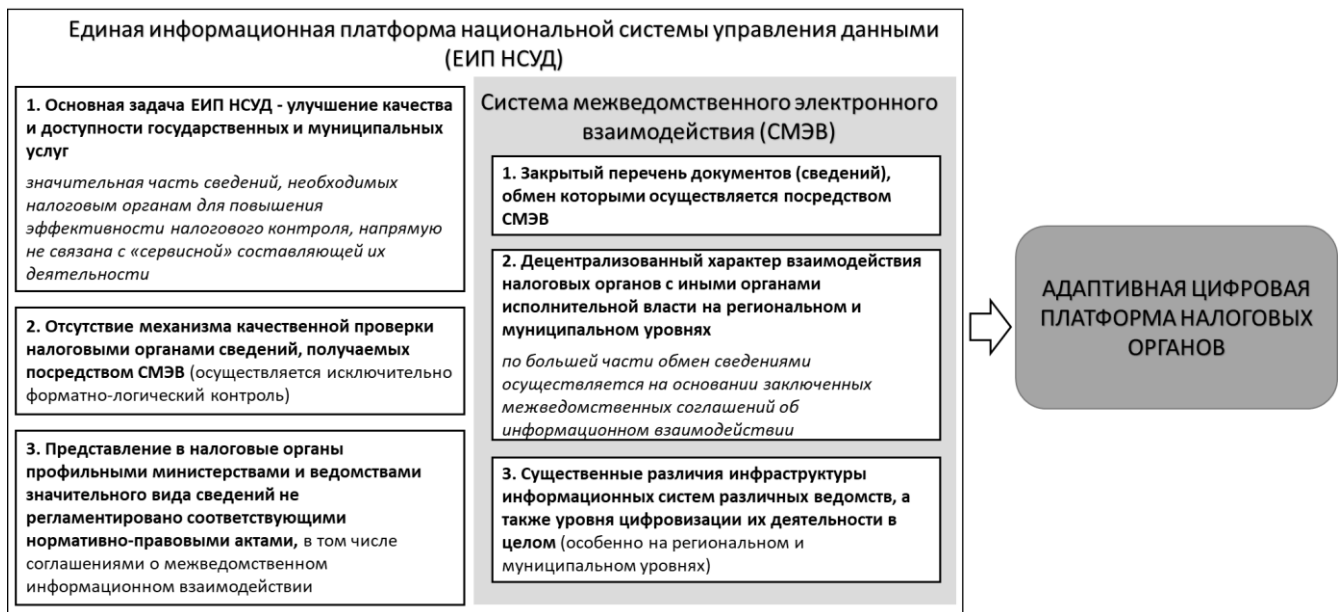 Единая информационная платформа национальной системы управления данными
(ЕИП НСУД)
1. Основная задача ЕИП НСУД - улучшение качества
и доступности государственных и муниципальных
услуг
значительная часть сведений, необходимых
налоговым органам для повышения
эффективности налогового контроля, напрямую
не связана с «сервисной» составляющей их
деятельности
2. Отсутствие механизма качественной проверки
налоговыми органами сведений, получаемых
посредством СМЭВ (осуществляется исключительно
форматно-логический контроль)
3. Представление в налоговые органы
профильными министерствами и ведомствами
значительного вида сведений не
регламентировано соответствующими
нормативно-правовыми актами, в том числе
соглашениями о межведомственном
информационном взаимодействии
Система межведомственного электронного
взаимодействия (СМЭВ)
1. Закрытый перечень документов (сведений),
обмен которыми осуществляется посредством
СМЭВ
2. Децентрализованный характер взаимодействия
налоговых органов с иными органами
исполнительной власти на региональном и
муниципальном уровнях
по большей части обмен сведениями
осуществляется на основании заключенных
межведомственных соглашений об
информационном взаимодействии
3. Существенные различия инфраструктуры
информационных систем различных ведомств, а
также уровня цифровизации их деятельности в
целом (особенно на региональном и
муниципальном уровнях)
АДАПТИВНАЯ ЦИФРОВАЯ
ПЛАТФОРМА НАЛОГОВЫХ
ОРГАНОВ